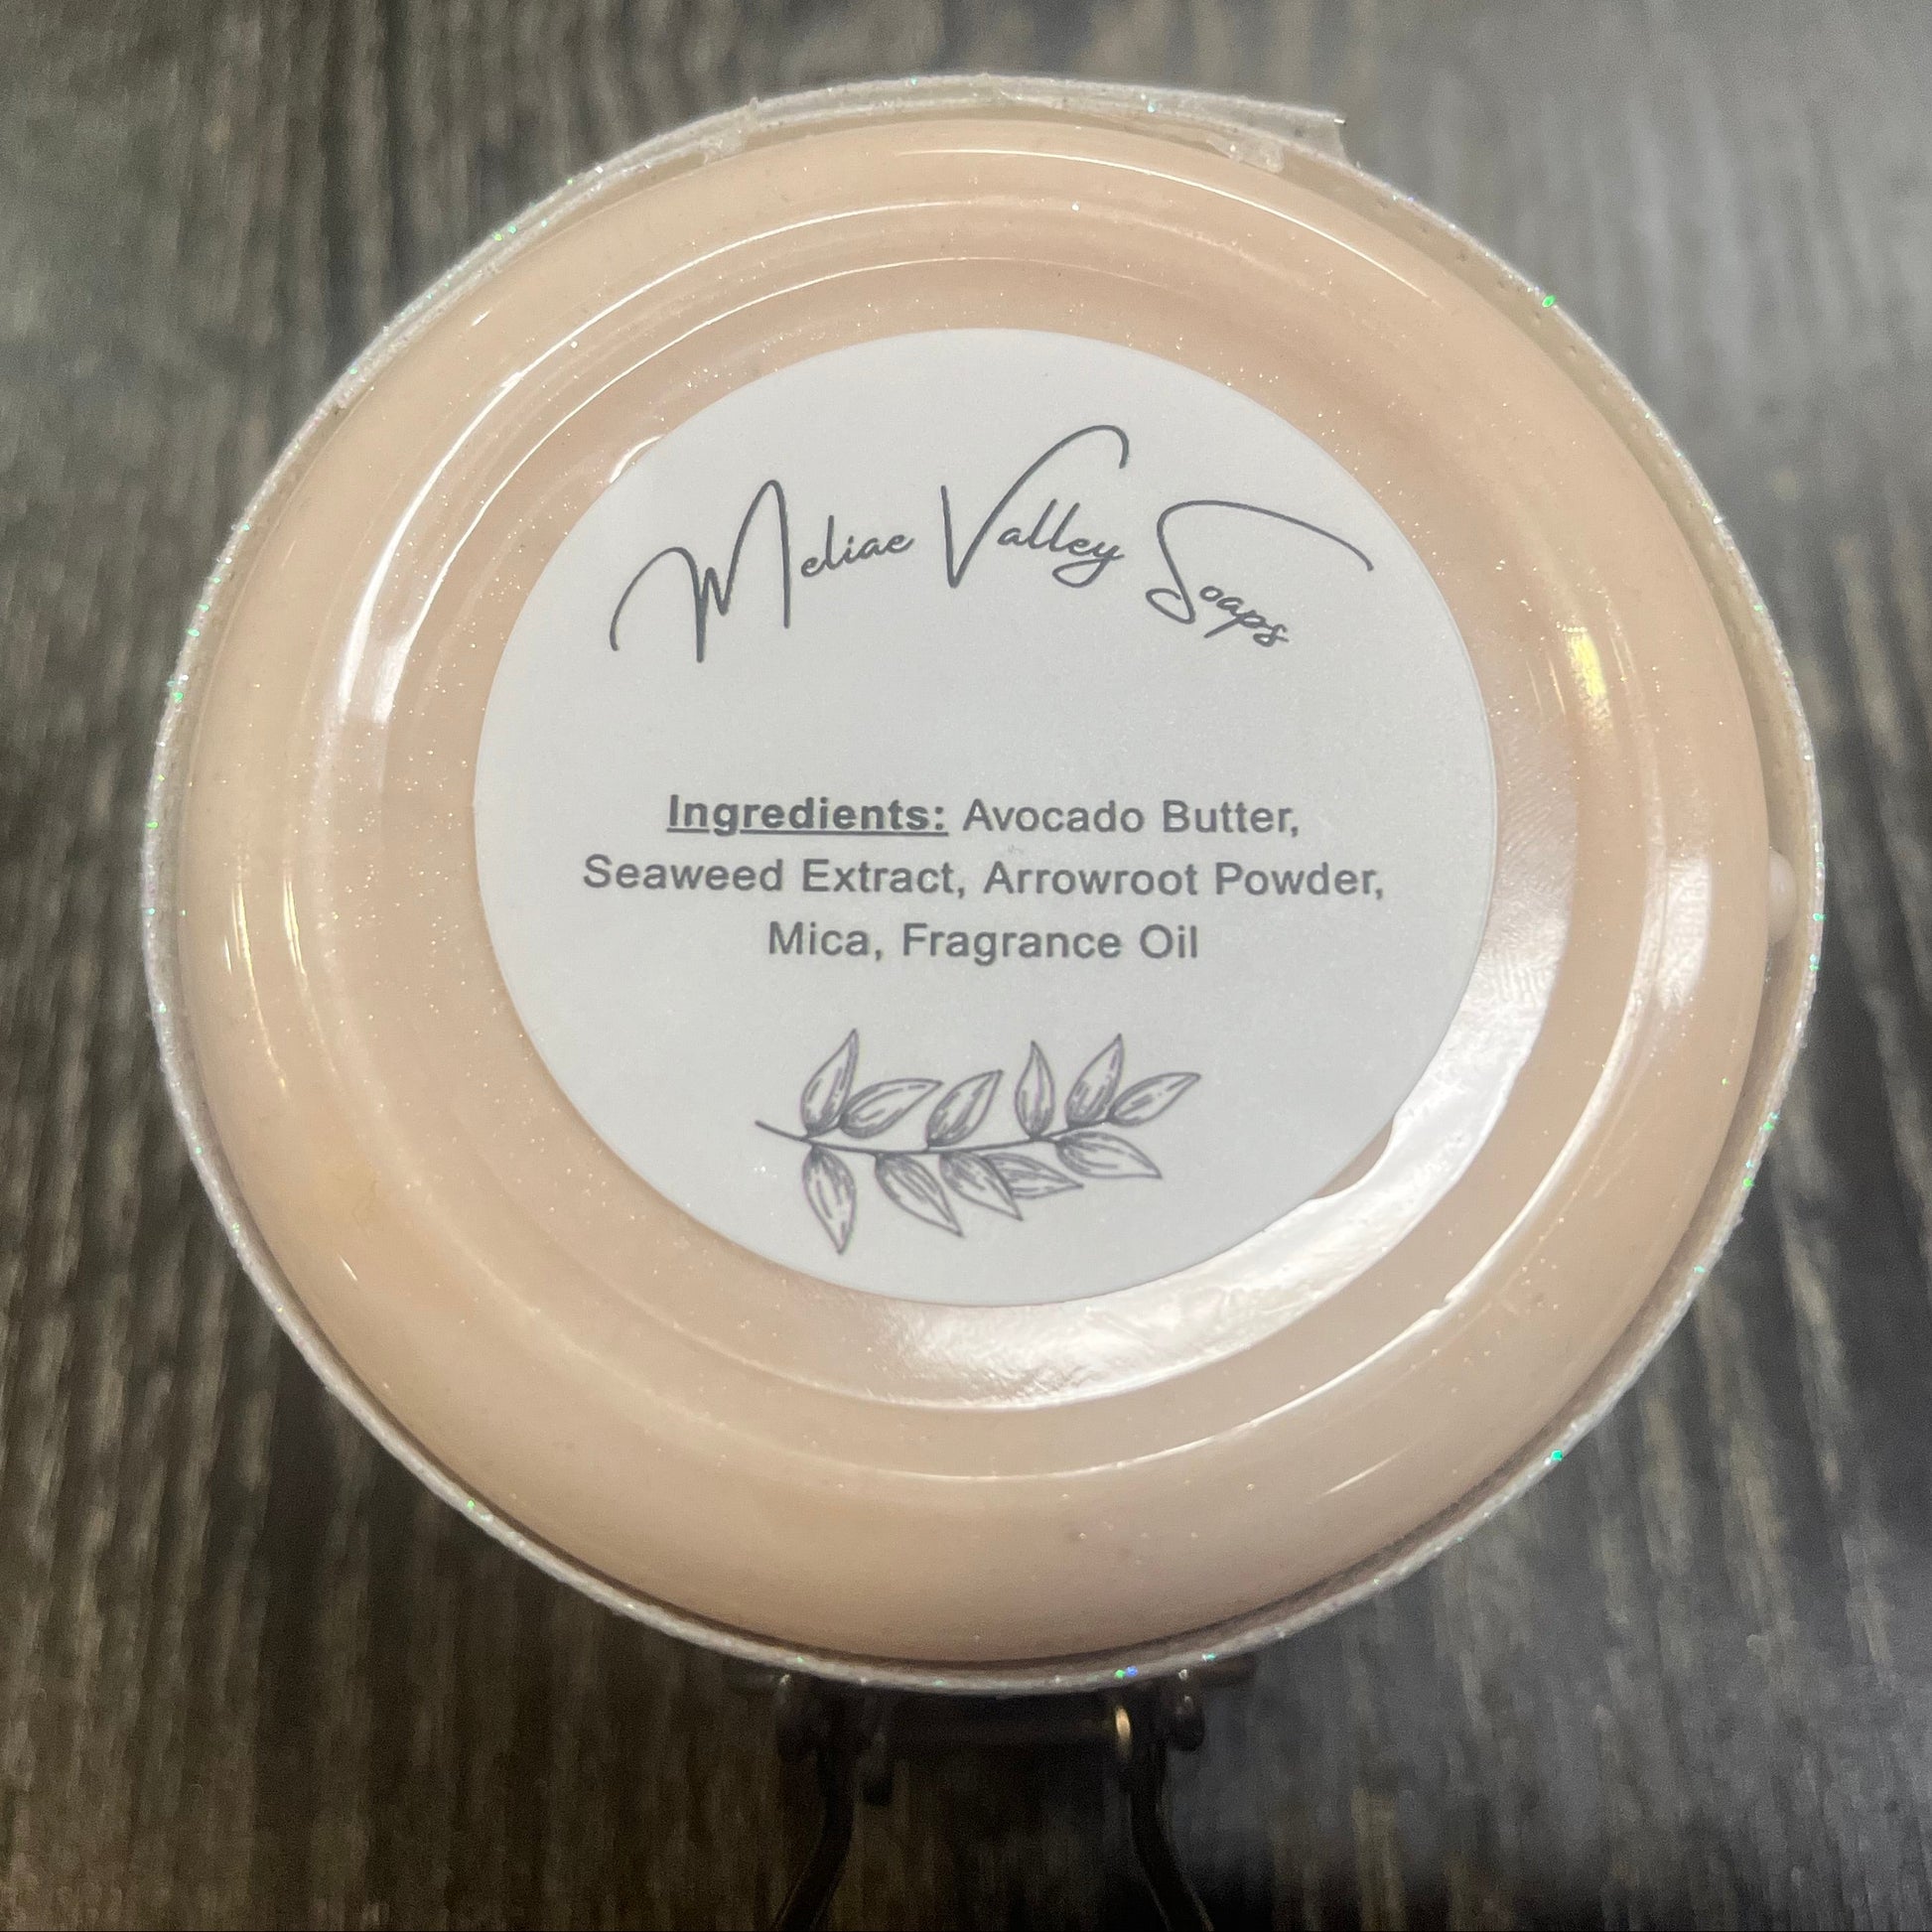 Meliae Valley Soaps
Ingredients: Avocado Butter,
Seaweed Extract, Arrowroot Powder,
Mica, Fragrance Oil